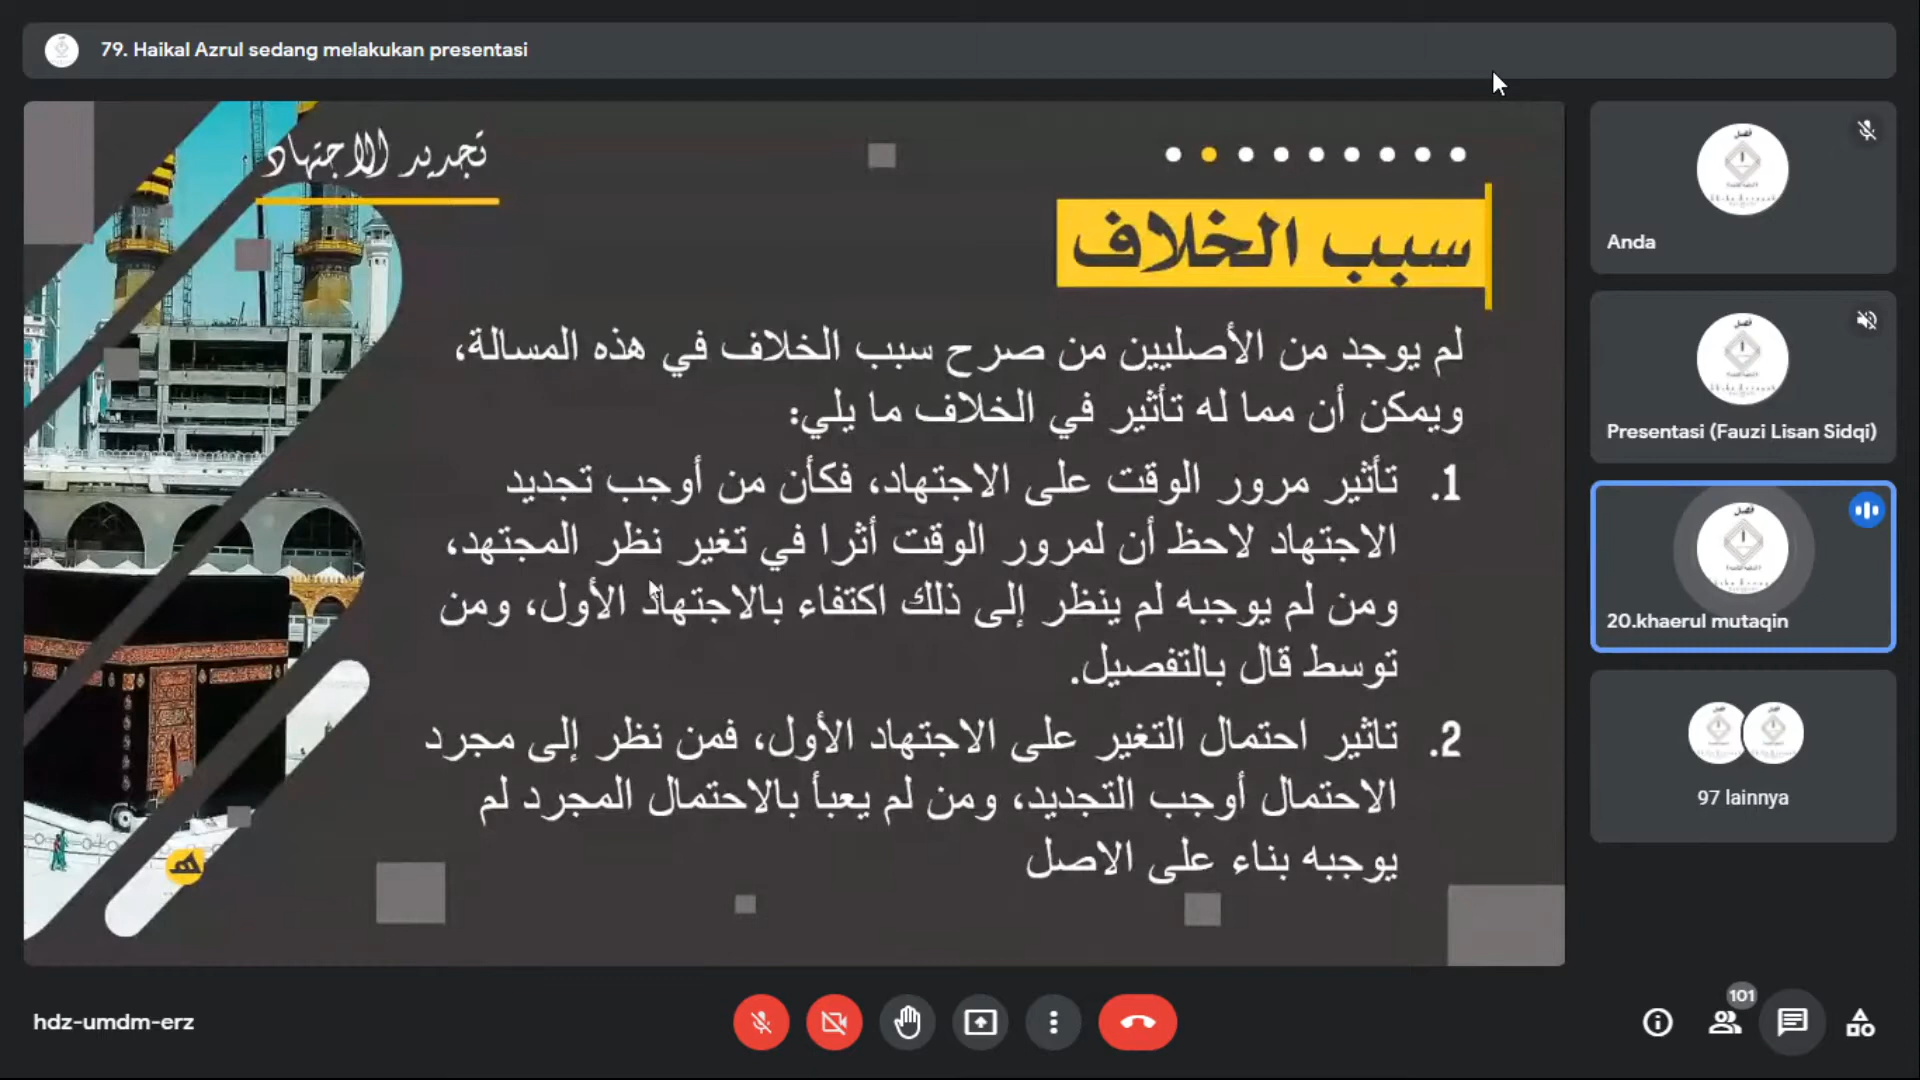 79. Haikal Azrul sedang melakukan presentasi
تجديد الاجتهاد
سبب الخلاف
لم يوجد من الأصليين من صرح سبب الخلاف في هذه المسالة،
ويمكن أن مما له تأثير في الخلاف ما يلي:
1. تأثير مرور الوقت على الاجتهاد، فكأن من أوجب تجديد
الاجتهاد لاحظ أن لمرور الوقت أثرا في تغير نظر المجتهد،
ومن لم يوجبه لم ينظر إلى ذلك اكتفاء بالاجتهاد الأول، ومن
توسط قال بالتفصيل.
2. تاثير احتمال التغير على الاجتهاد الأول، فمن نظر إلى مجرد
الاحتمال أوجب التجديد، ومن لم يعبأ بالاحتمال المجرد لم
يوجبه بناء على الاصل
فصل
Anda
فصل
Presentasi (Fauzi Lisan Sidqi)
فصل
20.khaerul mutaqin
97 lainnya
hdz-umdm-erz
101